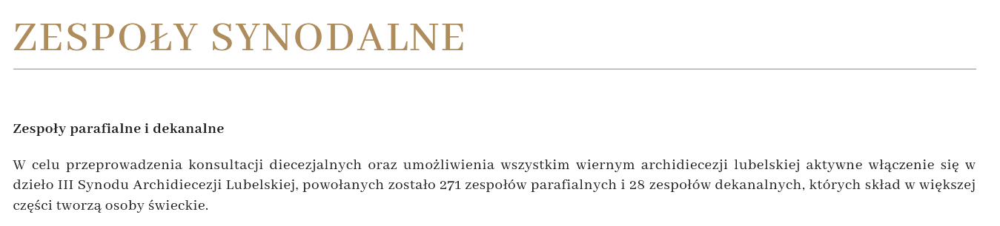 ZESPOŁY SYNODALNE
Zespoły parafialne i dekanalne
W celu przeprowadzenia konsultacji diecezjalnych oraz umożliwienia wszystkim wiernym archidiecezji lubelskiej aktywne włączenie się w
dzieło III Synodu Archidiecezji Lubelskiej, powołanych zostało 271 zespołów parafialnych i 28 zespołów dekanalnych, których skład w większej
części tworzą osoby świeckie.